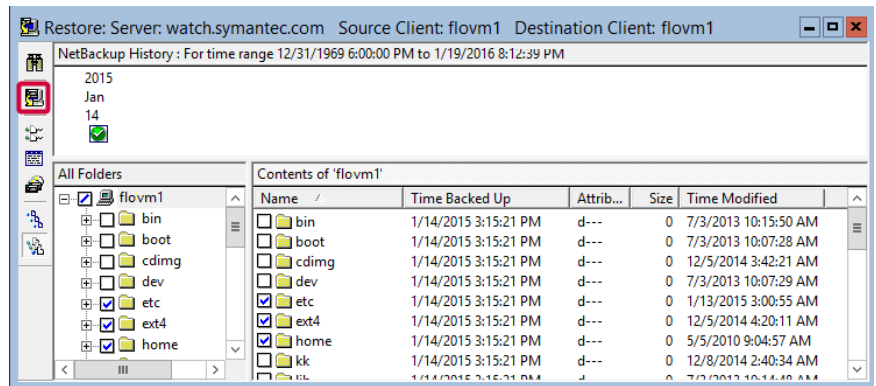 Restore: Server: watch.symantec.com Source Client: flovm1 Destination Client: flovm1
NetBackup History : For time range 12/31/1969 6:00:00 PM to 1/19/2016 8:12:39 PM
2015
Jan
14
All Folders
flovm1
bin
boot
cdimg
dev
etc
ext4
home
Contents of 'flovm1'
Name Time Backed Up Attrib... Size Time Modified
bin 1/14/2015 3:15:21 PM d--- 0 7/3/2013 10:15:50 AM
boot 1/14/2015 3:15:21 PM d--- 0 7/3/2013 10:07:28 AM
cdimg 1/14/2015 3:15:21 PM d--- 0 12/5/2014 3:42:21 AM
dev 1/14/2015 3:15:21 PM d--- 0 7/3/2013 10:07:29 AM
etc 1/14/2015 3:15:21 PM d--- 0 1/13/2015 3:00:55 AM
ext4 1/14/2015 3:15:21 PM d--- 0 12/5/2014 4:20:11 AM
home 1/14/2015 3:15:21 PM d--- 0 5/5/2010 9:04:57 AM
kk 1/14/2015 3:15:21 PM d--- 0 12/8/2014 2:40:34 AM